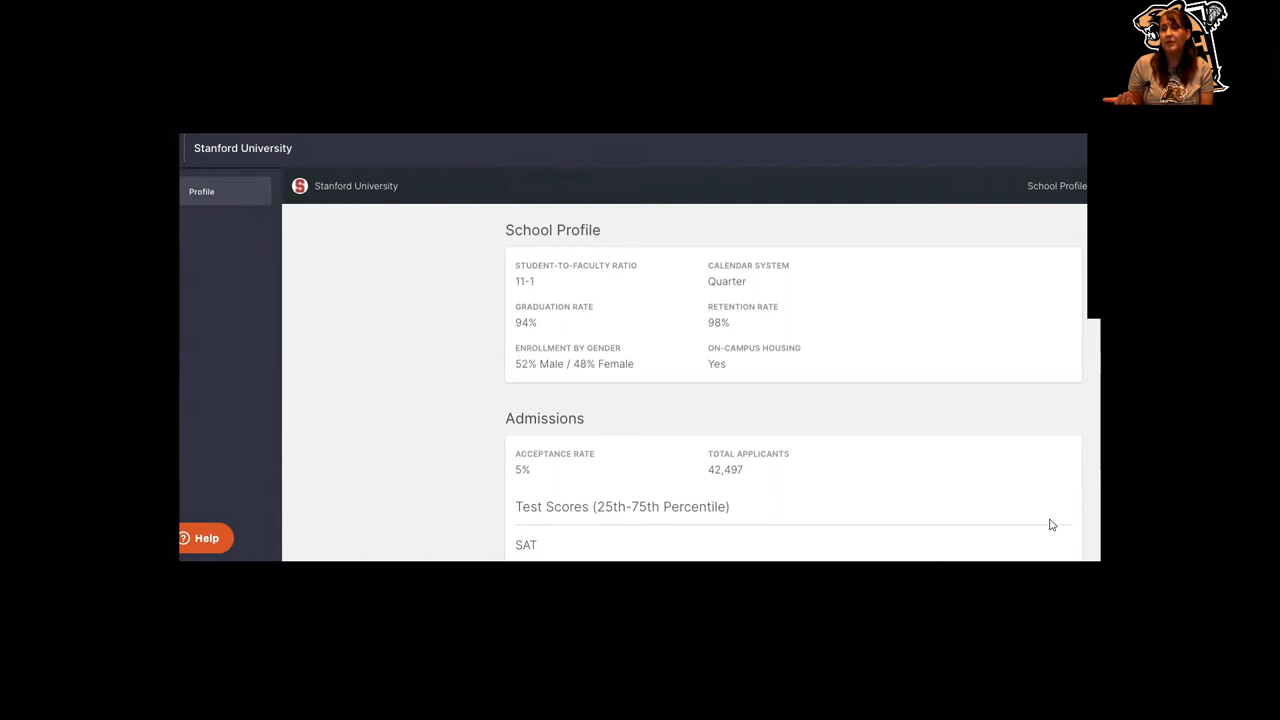 Stanford University
Profile
Stanford University
School Profile
School Profile
STUDENT-TO-FACULTY RATIO
11-1
CALENDAR SYSTEM
Quarter
GRADUATION RATE
94%
RETENTION RATE
98%
ENROLLMENT BY GENDER
52% Male / 48% Female
ON-CAMPUS HOUSING
Yes
Admissions
ACCEPTANCE RATE
5%
TOTAL APPLICANTS
42,497
Test Scores (25th-75th Percentile)
SAT
Help